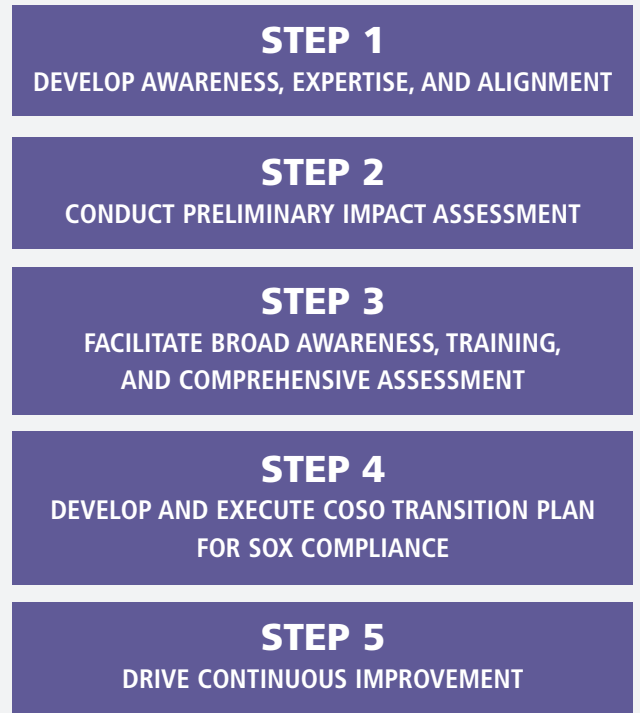 STEP 1
DEVELOP AWARENESS, EXPERTISE, AND ALIGNMENT
STEP 2
CONDUCT PRELIMINARY IMPACT ASSESSMENT
STEP 3
FACILITATE BROAD AWARENESS, TRAINING,
AND COMPREHENSIVE ASSESSMENT
STEP 4
DEVELOP AND EXECUTE COSO TRANSITION PLAN
FOR SOX COMPLIANCE
STEP 5
DRIVE CONTINUOUS IMPROVEMENT